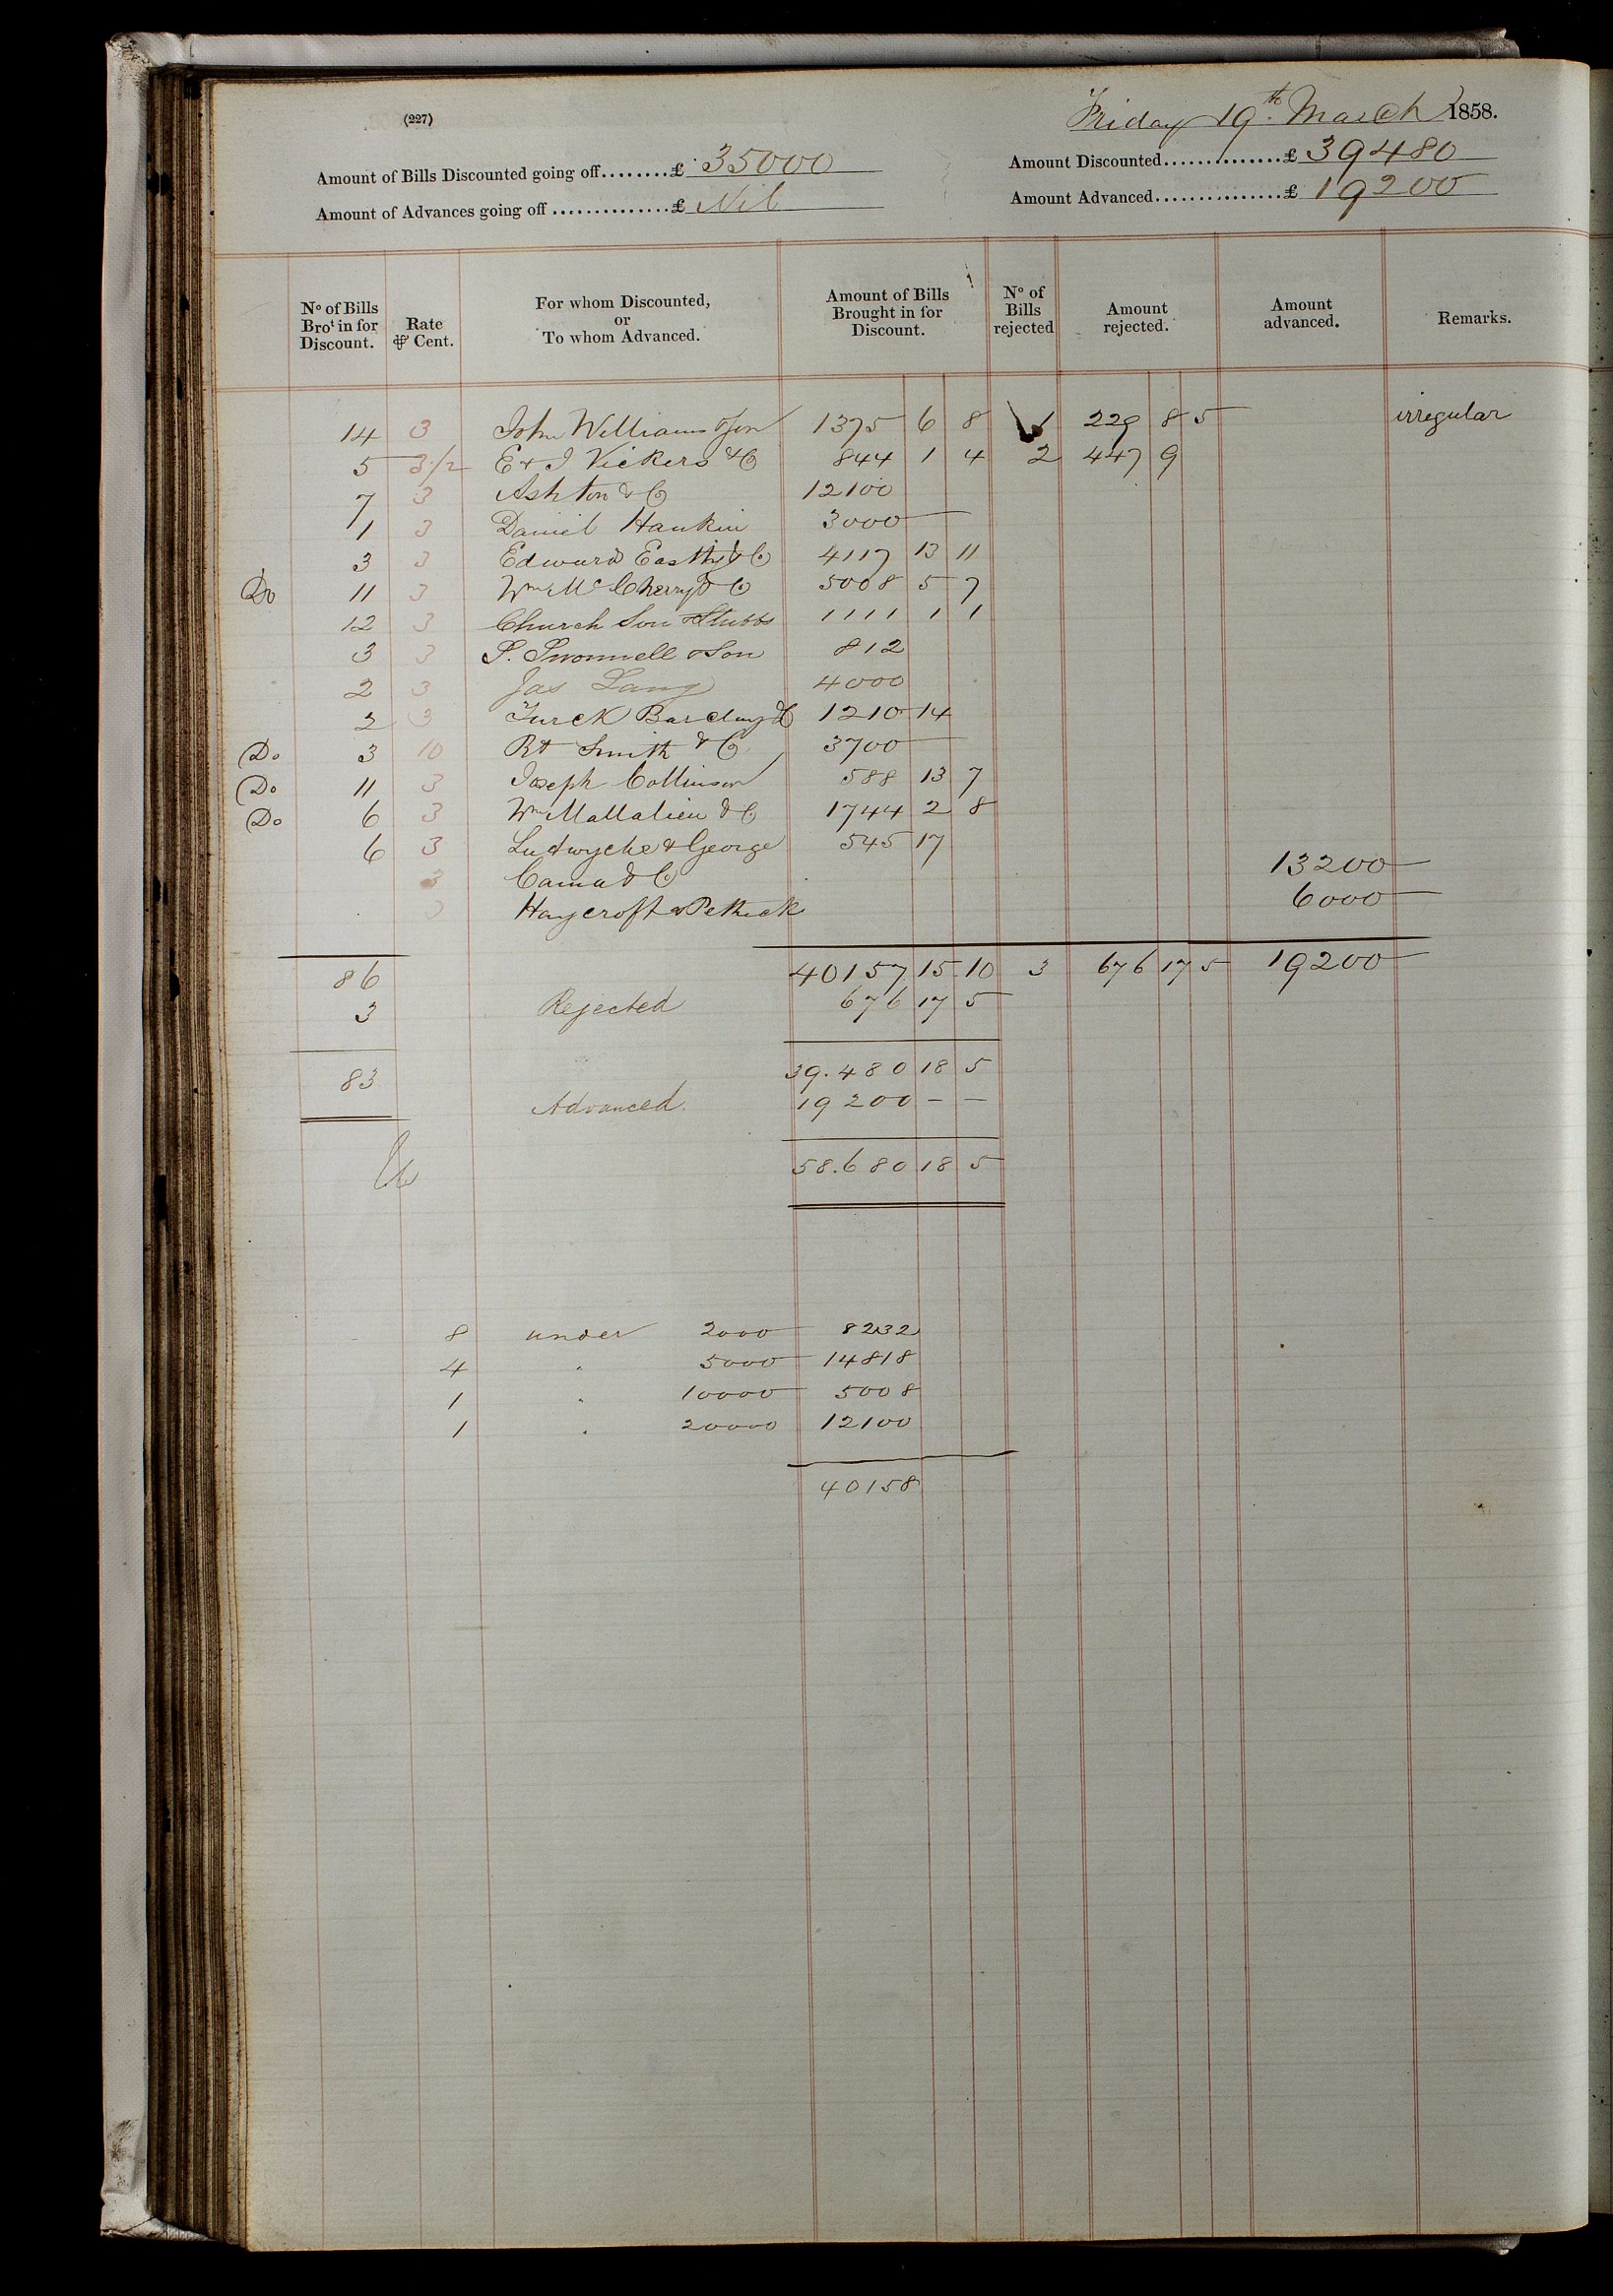 (227)
Friday 19th March 1858.
Amount of Bills Discounted going off........£ 35000
Amount Discounted..............£ 39480
Amount of Advances going off..............£ Nil
Amount Advanced...............£ 19200
No of Bills Brot in for Discount. Rate ⅌ Cent. For whom Discounted, or To whom Advanced. Amount of Bills Brought in for Discount. No of Bills rejected Amount rejected. Amount advanced. Remarks.
14 3 John Williams & Son 1375 6 8 1 229 8 5 irregular
5 3 1/2 E & J Vickers & Co 844 1 4 2 447 9
7 3 Ashton & Co 12100
1 3 Daniel Hankin 3000
3 3 Edward Easthy & Co 4117 13 11
Do 11 3 Wm McCherry & Co 5008 5 7
12 3 Church Son & Stubbs 1111 1 1
3 3 Swonnell & Son 812
2 3 Jas Lang 4000
2 3 Turck Barclay & Co 1210 14
Do 3 10 Rt Smith & Co 3700
Do 11 3 Joseph Collinson 588 13 7
Do 6 3 Wm Mallalieu & Co 1744 2 8
6 3 Ludwyche & George 545 17
3 Cama & Co 13200
3 Haycroft & Pethick 6000
86 40157 15 10 3 676 17 5 19200
3 Rejected 676 17 5
83 39.480 18 5
Advanced. 19200 - -
58.680 18 5
8 under 2000 8232
4 " 5000 14818
1 " 10000 5008
1 " 20000 12100
40158